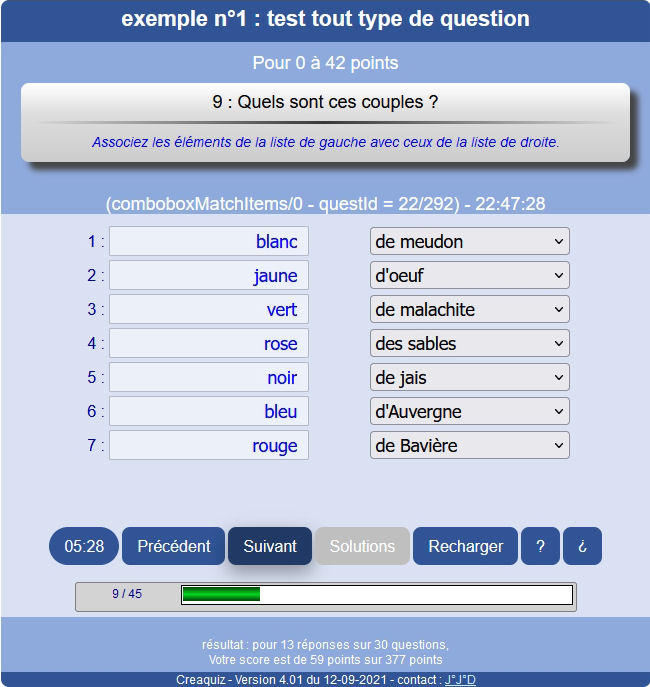 exemple n°1 : test tout type de question
Pour 0 à 42 points
9 : Quels sont ces couples ?
Associez les éléments de la liste de gauche avec ceux de la liste de droite.
(comboboxMatchItems/0 - questId = 22/292) - 22:47:28
1 : blanc de meudon
2 : jaune d'oeuf
3 : vert de malachite
4 : rose des sables
5 : noir de jais
6 : bleu d'Auvergne
7 : rouge de Bavière
05:28 Précédent Suivant Solutions Recharger ? ¿
9 / 45
résultat : pour 13 réponses sur 30 questions,
Votre score est de 59 points sur 377 points
Creaquiz - Version 4.01 du 12-09-2021 - contact : J°J°D